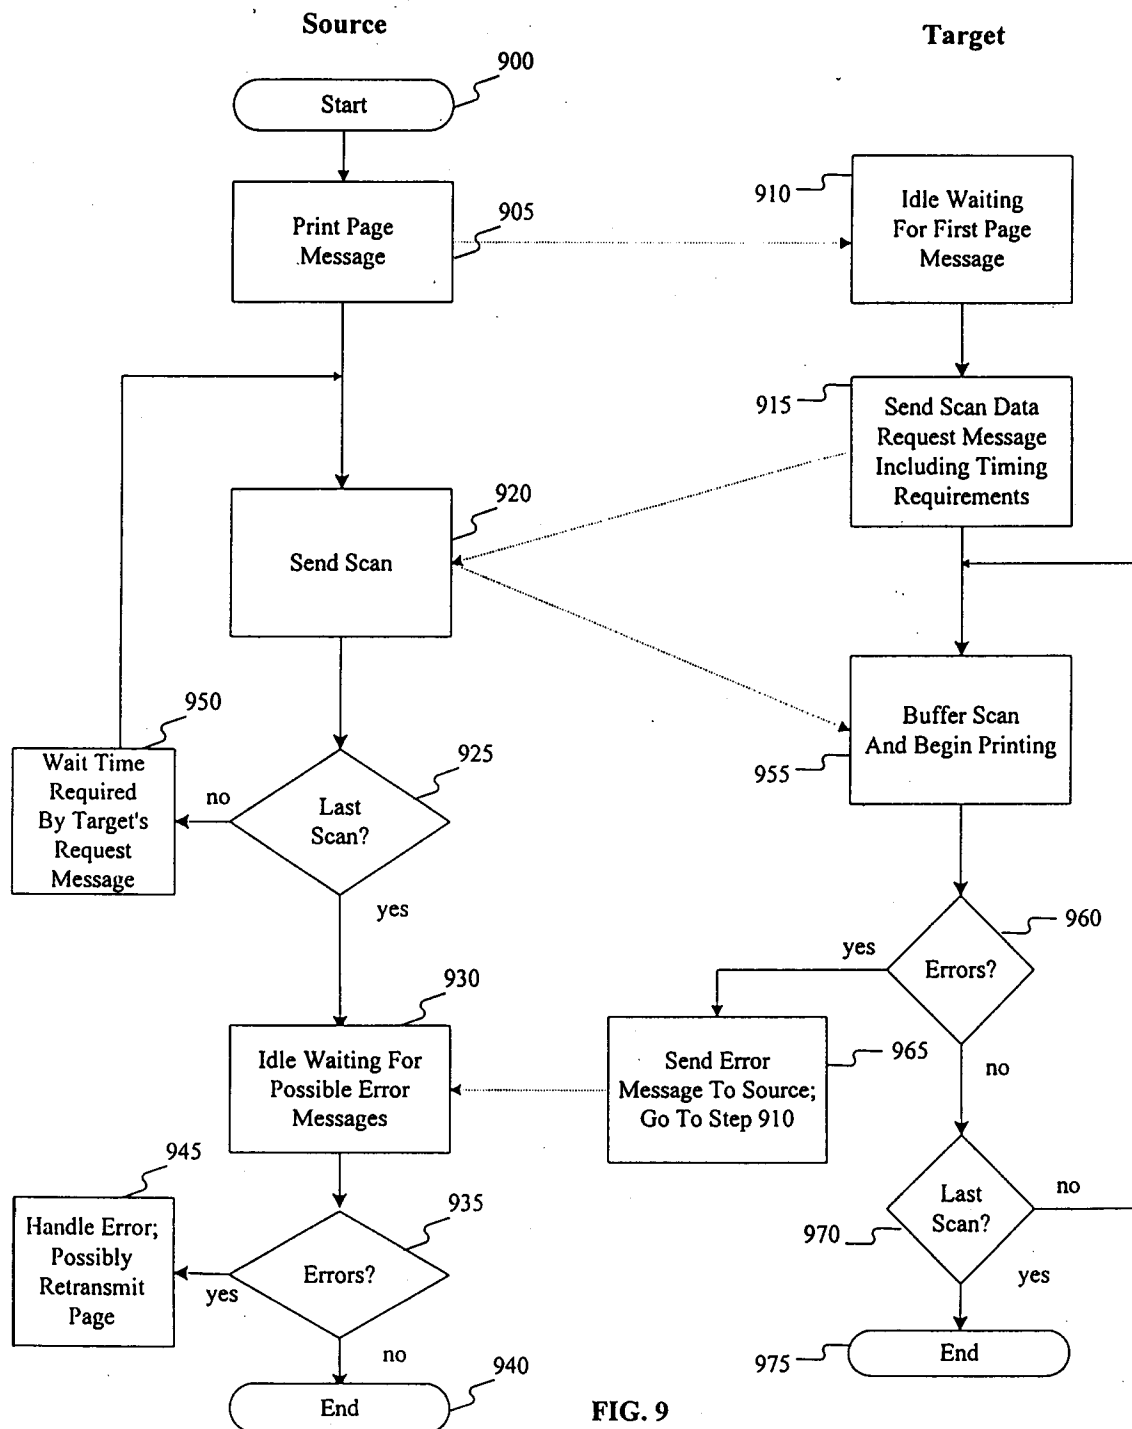 Source
Target
900
Start
910
Idle Waiting
For First Page
Message
905
Print Page
Message
915
Send Scan Data
Request Message
Including Timing
Requirements
920
Send Scan
950
Wait Time
Required
By Target's
Request
Message
no
925
Last
Scan?
yes
Buffer Scan
And Begin Printing
955
960
yes
Errors?
no
930
Idle Waiting For
Possible Error
Messages
965
Send Error
Message To Source;
Go To Step 910
945
Handle Error;
Possibly
Retransmit
Page
yes
935
Errors?
no
970
Last
Scan?
no
yes
975
End
940
End
FIG. 9